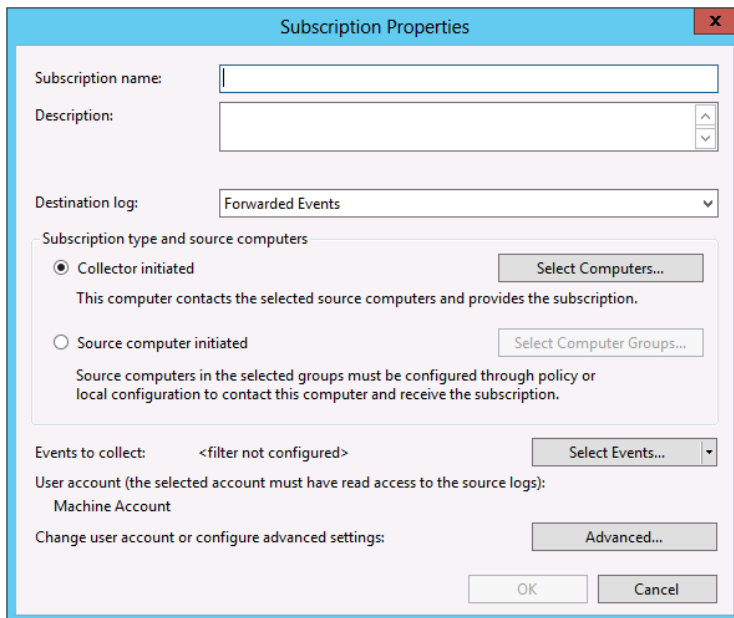 Subscription Properties
x
Subscription name:
Description:
Destination log: Forwarded Events
Subscription type and source computers
Collector initiated Select Computers...
This computer contacts the selected source computers and provides the subscription.
Source computer initiated Select Computer Groups...
Source computers in the selected groups must be configured through policy or
local configuration to contact this computer and receive the subscription.
Events to collect: <filter not configured> Select Events...
User account (the selected account must have read access to the source logs):
Machine Account
Change user account or configure advanced settings: Advanced...
OK Cancel